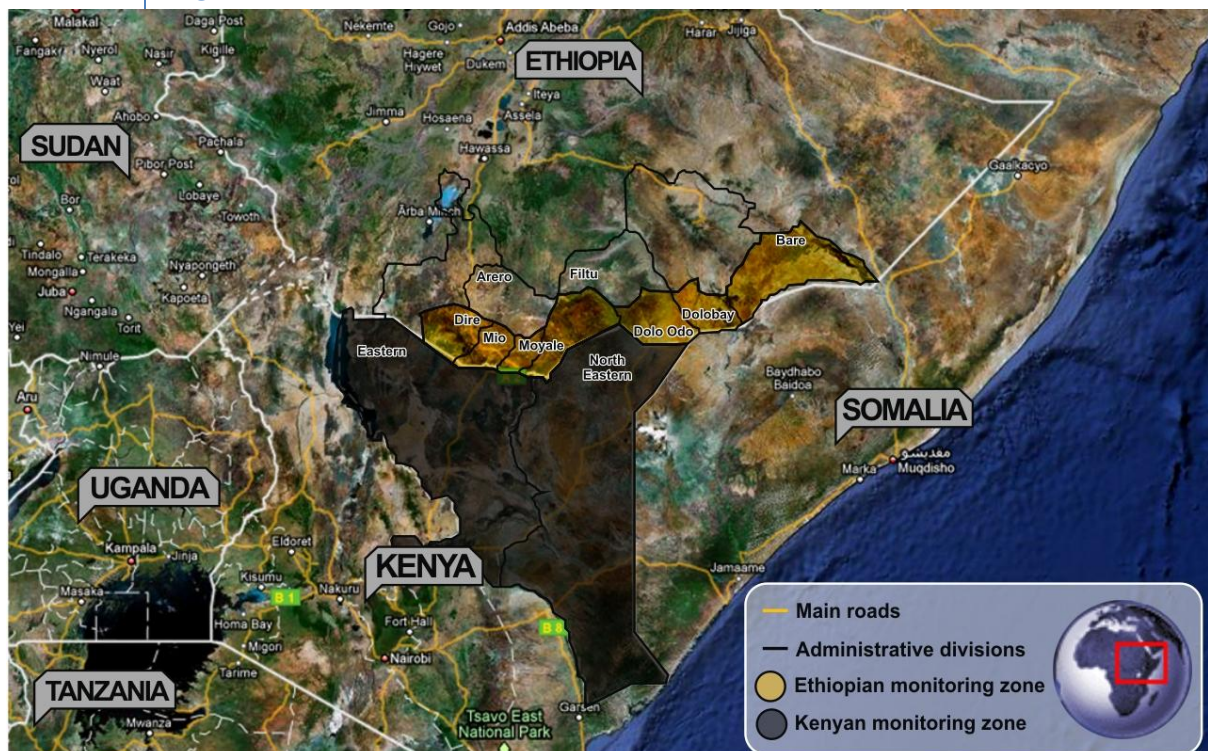 Malakal
Daga Post
Nekemte
Gojo
Addis Abeba
Harar
Jijiga
Fangak
Nyerol
Nasir
Kigille
Hagere
Hiywet
Dukem
ETHIOPIA
Waat
Iteya
Ahobo
Jimma
Hosaena
Assela
SUDAN
Pachala
Hawassa
Gaalkacyo
Pibor Post
Lobaye
Bor
Towoth
Arba Minch
Bare
Tindalo
Terakeka
Mongalla
Nyapongeth
Arero
Filtu
Juba
Kapoeta
Ngangala
Torit
Yei
Dire
Dolobay
Mio
Dolo Odo
Moyale
Eastern
North
Eastern
Nimule
Baydhabo
Baidoa
Aru
SOMALIA
مقديشو
Muqdisho
Marka
UGANDA
Eldoret
Kampala
Jinja
KENYA
Kisumu
Nakuru
Jamaame
Masaka
B 1
Homa Bay
Fort Hall
B 8
Migori
Nairobi
Tarime
TANZANIA
Mwanza
Garsen
Tsavo East
National Park
Main roads
Administrative divisions
Ethiopian monitoring zone
Kenyan monitoring zone